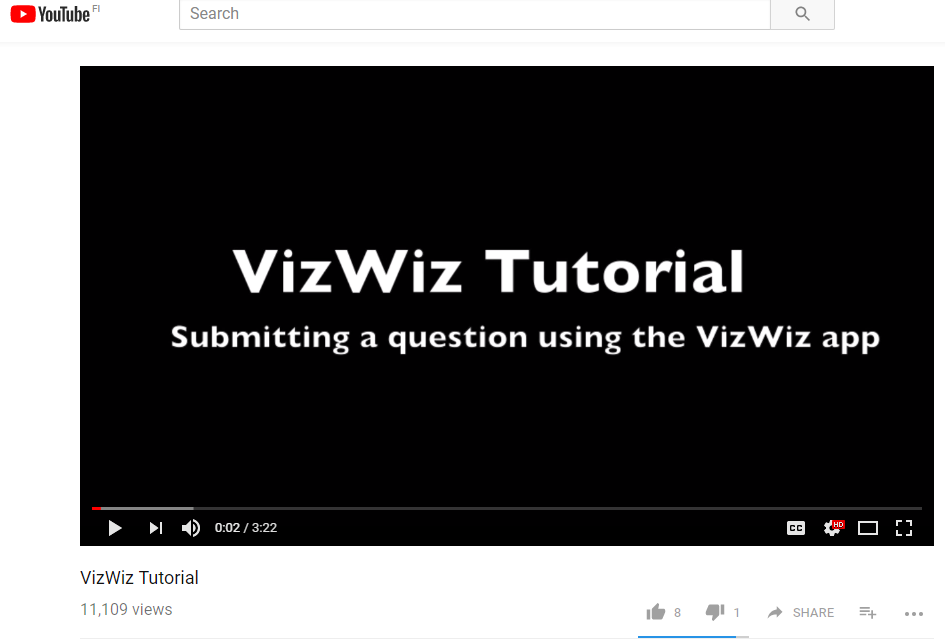 YouTube FI
Search
VizWiz Tutorial
Submitting a question using the VizWiz app
0:02 / 3:22
CC
HD
VizWiz Tutorial
11,109 views
8
1
SHARE